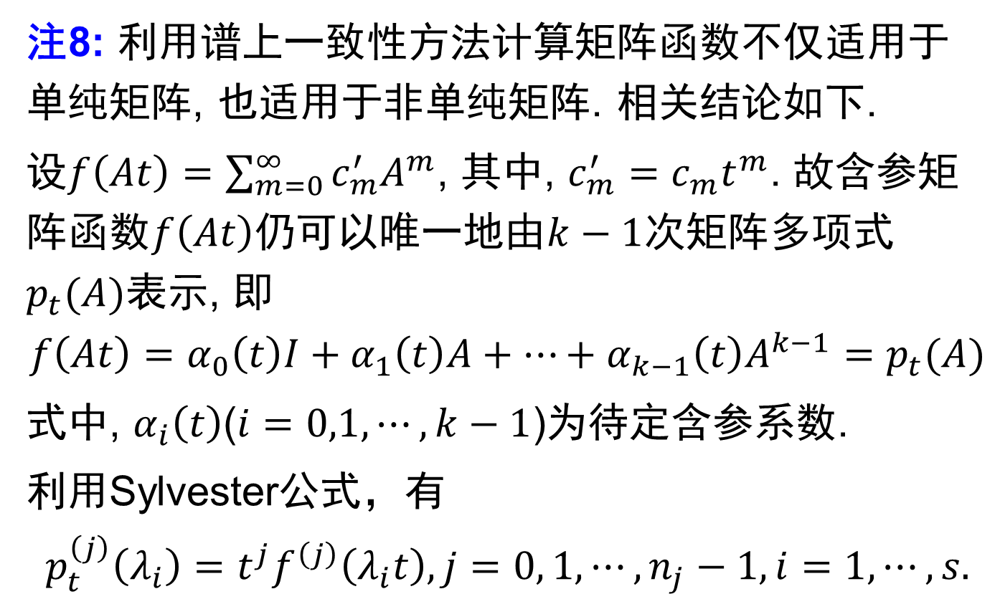 注8: 利用谱上一致性方法计算矩阵函数不仅适用于
单纯矩阵, 也适用于非单纯矩阵. 相关结论如下.
设$f(At) = \sum_{m=0}^{\infty} c'_m A^m$, 其中, $c'_m = c_m t^m$. 故含参矩
阵函数$f(At)$仍可以唯一地由$k-1$次矩阵多项式
$p_t(A)$表示, 即
$f(At) = \alpha_0(t)I + \alpha_1(t)A + \cdots + \alpha_{k-1}(t)A^{k-1} = p_t(A)$
式中, $\alpha_i(t)(i = 0,1,\cdots,k-1)$为待定含参系数.
利用Sylvester公式，有
$p_t^{(j)}(\lambda_i) = t^j f^{(j)}(\lambda_i t), j = 0,1,\cdots,n_j-1, i = 1,\cdots,s.$